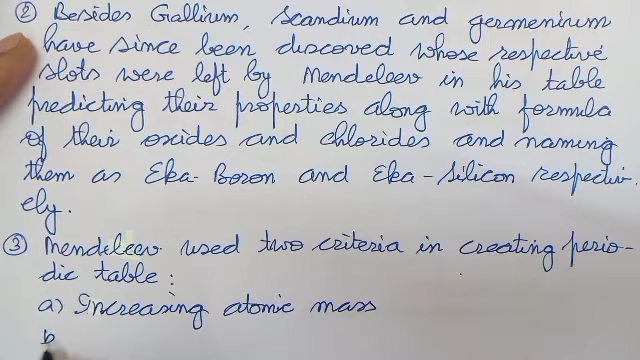 ② Besides Gallium, Scandium and germenium
have since been discoved whose respective
slots were left by Mendeleev in his table
predicting their properties along with formula
of their oxides and chlorides and naming
them as Eka-Boron and Eka-Silicon respectiv-
ely.
③ Mendeleev used two criteria in creating perio-
dic table :
a) Increasing atomic mass
b